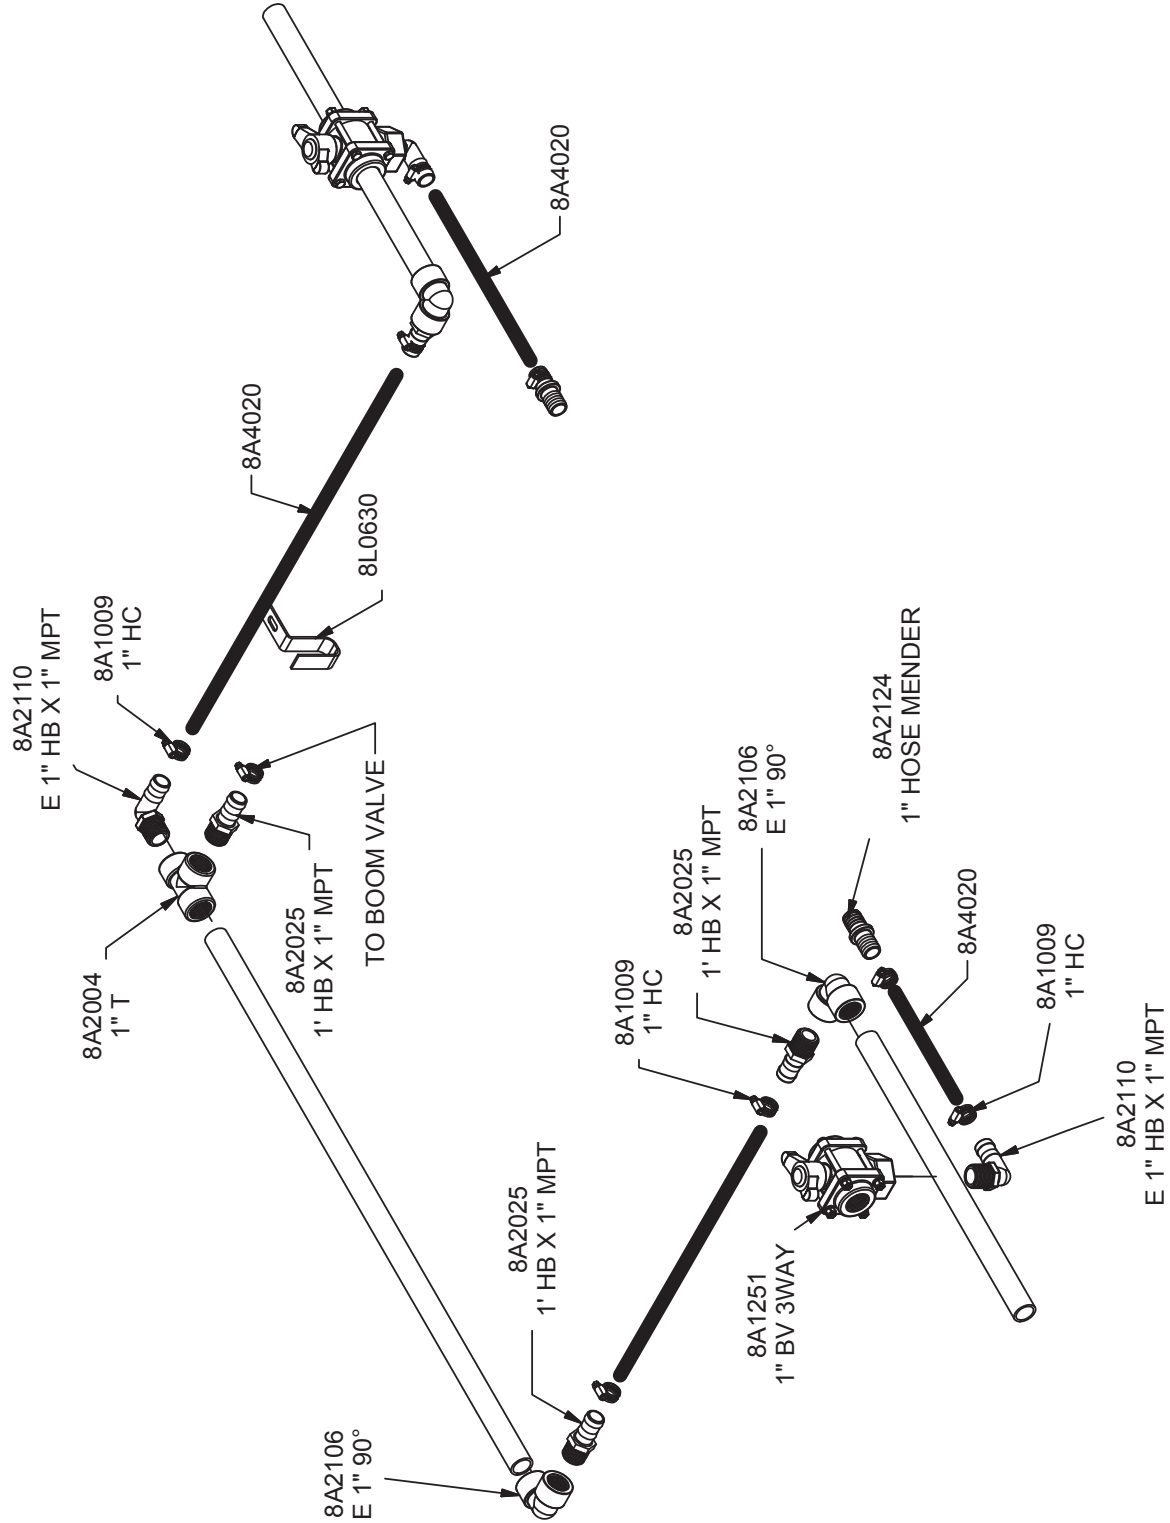 8A4020
8A4020
8L0630
8A2110
E 1" HB X 1" MPT
8A1009
1" HC
8A2004
1" T
8A2025
1' HB X 1" MPT
TO BOOM VALVE
8A2106
E 1" 90°
8A2025
1' HB X 1" MPT
8A1009
1" HC
8A2025
1' HB X 1" MPT
8A2106
E 1" 90°
8A2124
1" HOSE MENDER
8A4020
8A1009
1" HC
8A1251
1" BV 3WAY
8A2110
E 1" HB X 1" MPT